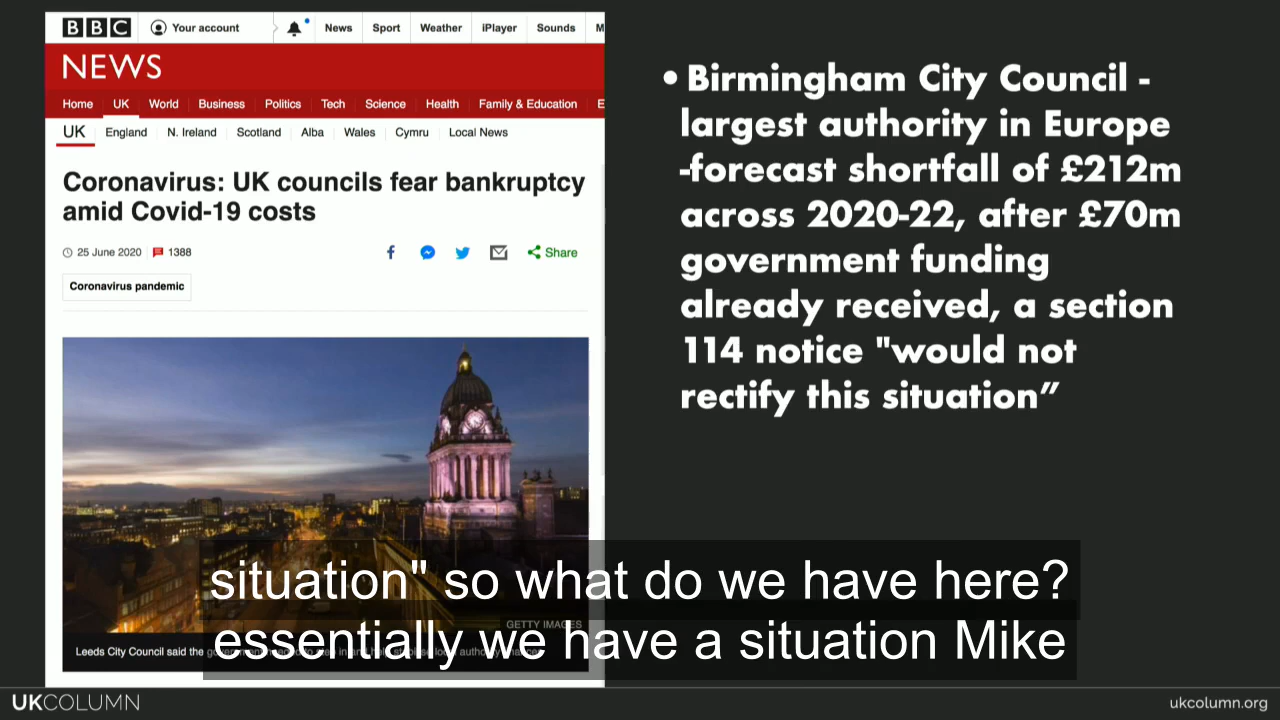 BBC Your account News Sport Weather iPlayer Sounds M
NEWS
Home UK World Business Politics Tech Science Health Family & Education E
UK England N. Ireland Scotland Alba Wales Cymru Local News
Coronavirus: UK councils fear bankruptcy
amid Covid-19 costs
25 June 2020 1388 Share
Coronavirus pandemic
GETTY IMAGES
Leeds City Council said the
• Birmingham City Council -
largest authority in Europe
-forecast shortfall of £212m
across 2020-22, after £70m
government funding
already received, a section
114 notice "would not
rectify this situation”
situation" so what do we have here?
essentially we have a situation Mike
UKCOLUMN
ukcolumn.org